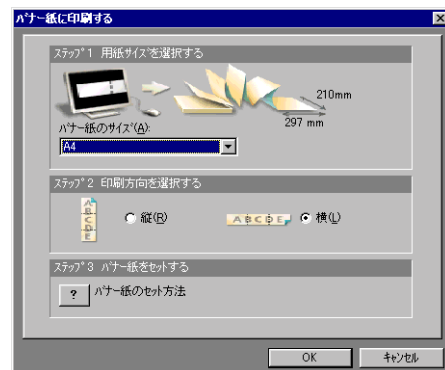 バナー紙に印刷する
ステップ1 用紙サイズを選択する
210mm
297 mm
バナー紙のサイズ(A):
A4
ステップ2 印刷方向を選択する
A B C D E
縦(R)
A B C D E
横(L)
ステップ3 バナー紙をセットする
? バナー紙のセット方法
OK キャンセル